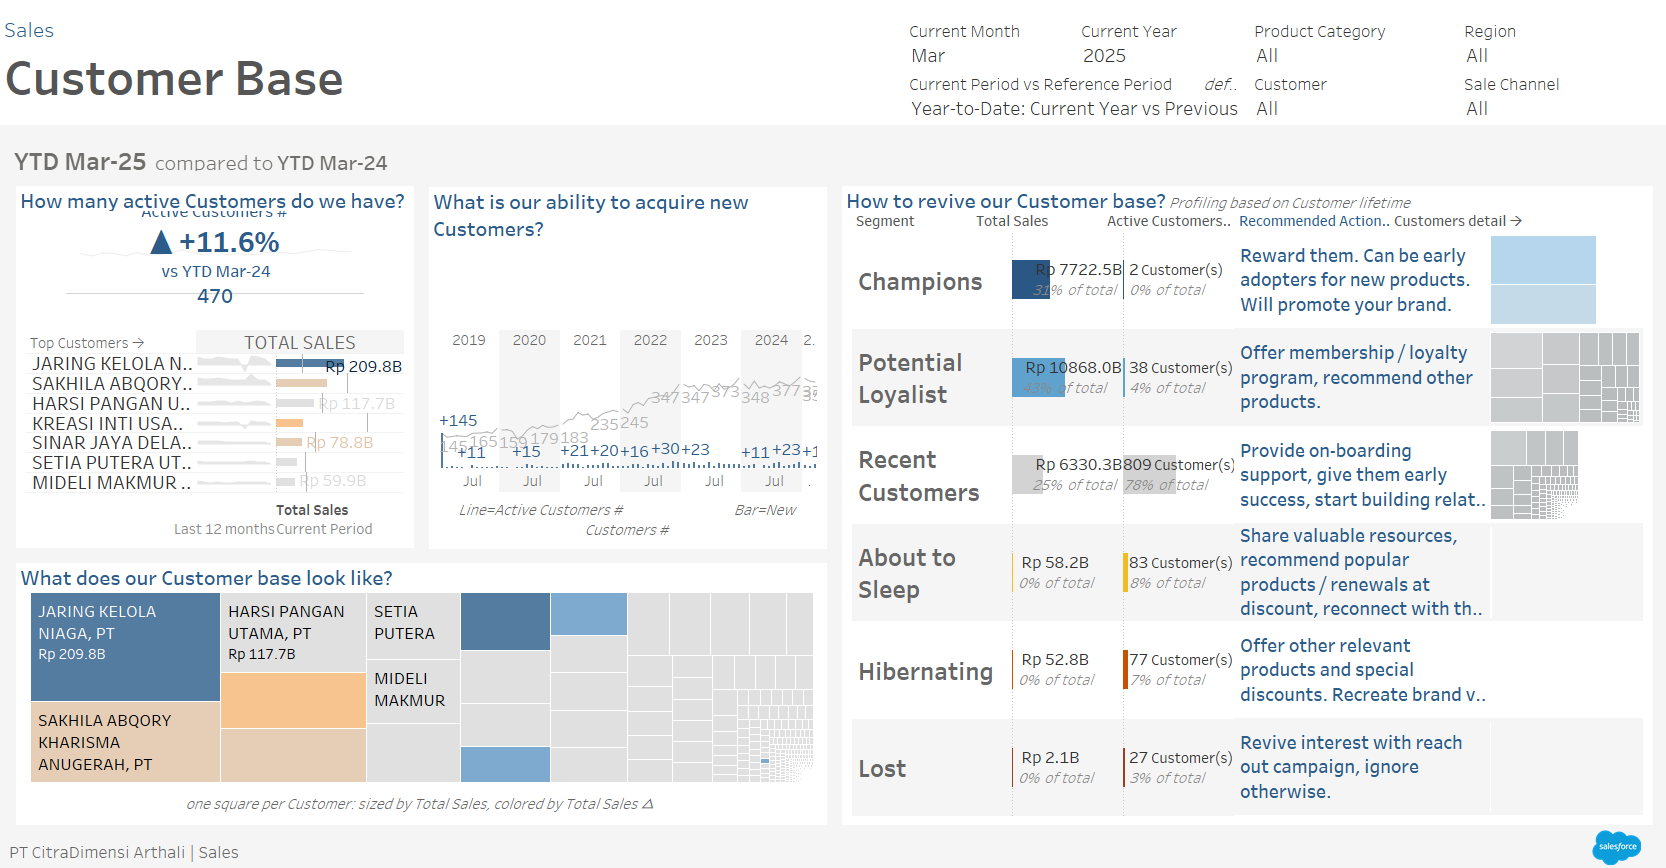 Sales
Customer Base
Current Month
Mar
Current Year
2025
Product Category
All
Region
All
Current Period vs Reference Period
def..
Year-to-Date: Current Year vs Previous
Customer
All
Sale Channel
All
YTD Mar-25 compared to YTD Mar-24
How many active Customers do we have?
Active Customers #
▲ +11.6%
vs YTD Mar-24
470
Top Customers →
TOTAL SALES
JARING KELOLA N..
Rp 209.8B
SAKHILA ABQORY..
HARSI PANGAN U..
Rp 117.7B
KREASI INTI USA..
SINAR JAYA DELA..
Rp 78.8B
SETIA PUTERA UT..
MIDELI MAKMUR ..
Rp 59.9B
Total Sales
Last 12 months
Current Period
What is our ability to acquire new
Customers?
2019 2020 2021 2022 2023 2024 2.
145 165 159 179 183 235 245 347 347 373 348 377
+145 +11 +15 +21 +20 +16 +30 +23 +11 +23 +1
Jul Jul Jul Jul Jul Jul .
Line=Active Customers #
Bar=New
Customers #
What does our Customer base look like?
JARING KELOLA
NIAGA, PT
Rp 209.8B
SAKHILA ABQORY
KHARISMA
ANUGERAH, PT
HARSI PANGAN
UTAMA, PT
Rp 117.7B
SETIA
PUTERA
MIDELI
MAKMUR
one square per Customer: sized by Total Sales, colored by Total Sales Δ
How to revive our Customer base? Profiling based on Customer lifetime
Segment
Total Sales
Active Customers..
Recommended Action..
Customers detail →
Champions
Rp 7722.5B
31% of total
2 Customer(s)
0% of total
Reward them. Can be early
adopters for new products.
Will promote your brand.
Potential
Loyalist
Rp 10868.0B
43% of total
38 Customer(s)
4% of total
Offer membership / loyalty
program, recommend other
products.
Recent
Customers
Rp 6330.3B
25% of total
809 Customer(s)
78% of total
Provide on-boarding
support, give them early
success, start building relat..
About to
Sleep
Rp 58.2B
0% of total
83 Customer(s)
8% of total
Share valuable resources,
recommend popular
products / renewals at
discount, reconnect with th..
Hibernating
Rp 52.8B
0% of total
77 Customer(s)
7% of total
Offer other relevant
products and special
discounts. Recreate brand v..
Lost
Rp 2.1B
0% of total
27 Customer(s)
3% of total
Revive interest with reach
out campaign, ignore
otherwise.
PT CitraDimensi Arthali | Sales
salesforce